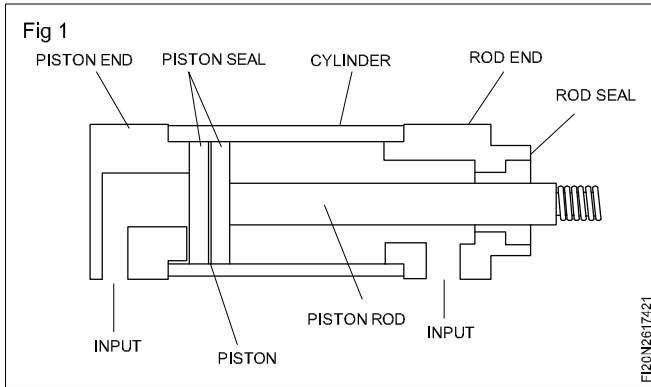 Fig 1
PISTON END
PISTON SEAL
CYLINDER
ROD END
ROD SEAL
PISTON ROD
INPUT
PISTON
INPUT
FI20N2617421